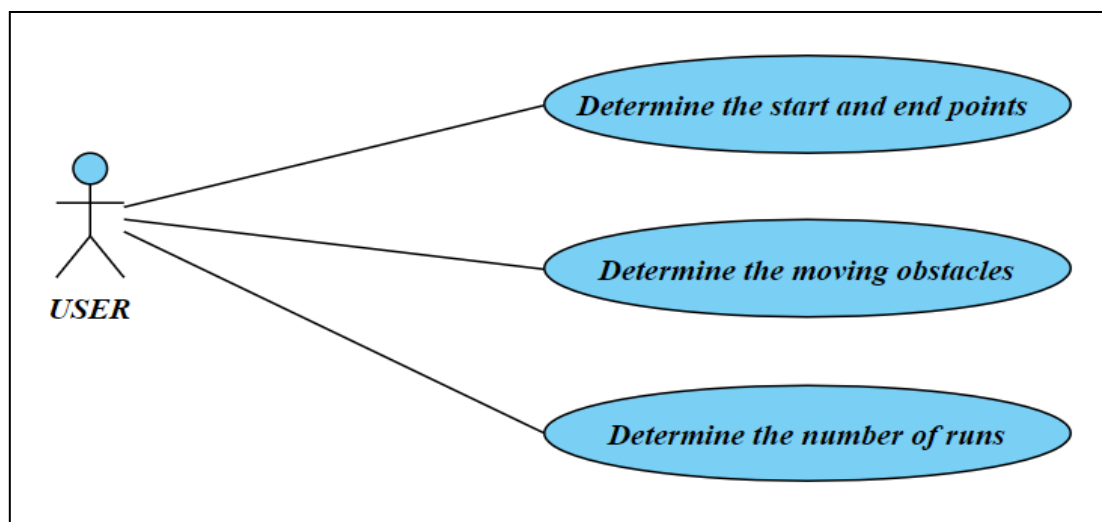 Determine the start and end points
Determine the moving obstacles
USER
Determine the number of runs